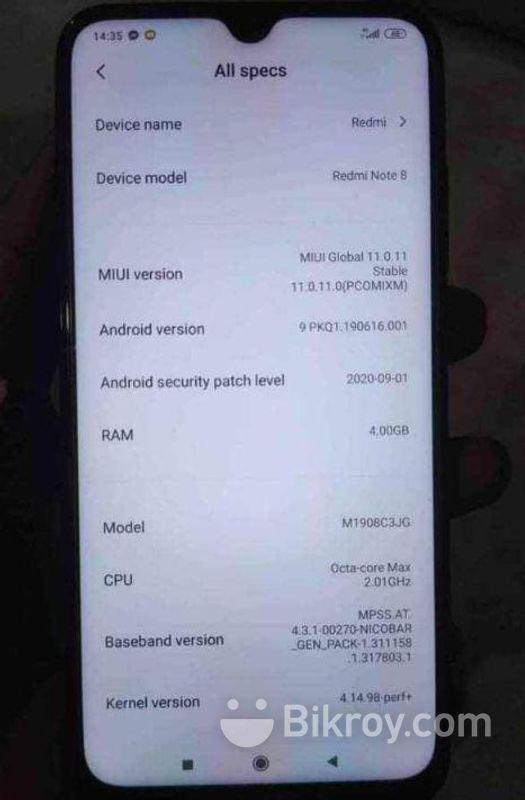 14:35
All specs
Device name
Redmi
Device model
Redmi Note 8
MIUI version
MIUI Global 11.0.11
Stable
11.0.11.0(PCOMIXM)
Android version
9 PKQ1.190616.001
Android security patch level
2020-09-01
RAM
4.00GB
Model
M1908C3JG
CPU
Octa-core Max
2.01GHz
Baseband version
MPSS.AT.
4.3.1-00270-NICOBAR
_GEN_PACK-1.311158
.1.317803.1
Kernel version
4.14.98-perf+
Bikroy.com